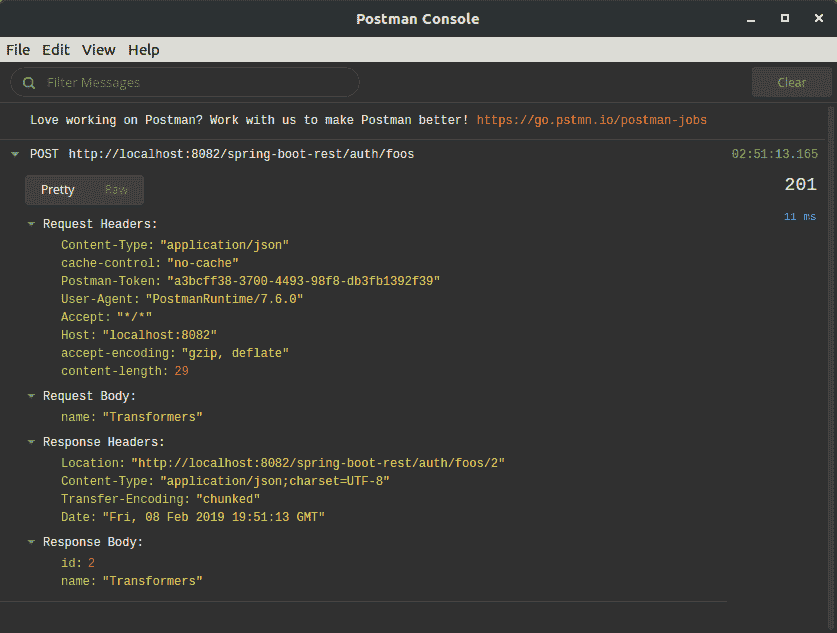 Postman Console
File Edit View Help
Filter Messages
Clear
Love working on Postman? Work with us to make Postman better! https://go.pstmn.io/postman-jobs
POST http://localhost:8082/spring-boot-rest/auth/foos 02:51:13.165
Pretty Raw
201
11 ms
Request Headers:
Content-Type: "application/json"
cache-control: "no-cache"
Postman-Token: "a3bcff38-3700-4493-98f8-db3fb1392f39"
User-Agent: "PostmanRuntime/7.6.0"
Accept: "*/*"
Host: "localhost:8082"
accept-encoding: "gzip, deflate"
content-length: 29
Request Body:
name: "Transformers"
Response Headers:
Location: "http://localhost:8082/spring-boot-rest/auth/foos/2"
Content-Type: "application/json;charset=UTF-8"
Transfer-Encoding: "chunked"
Date: "Fri, 08 Feb 2019 19:51:13 GMT"
Response Body:
id: 2
name: "Transformers"